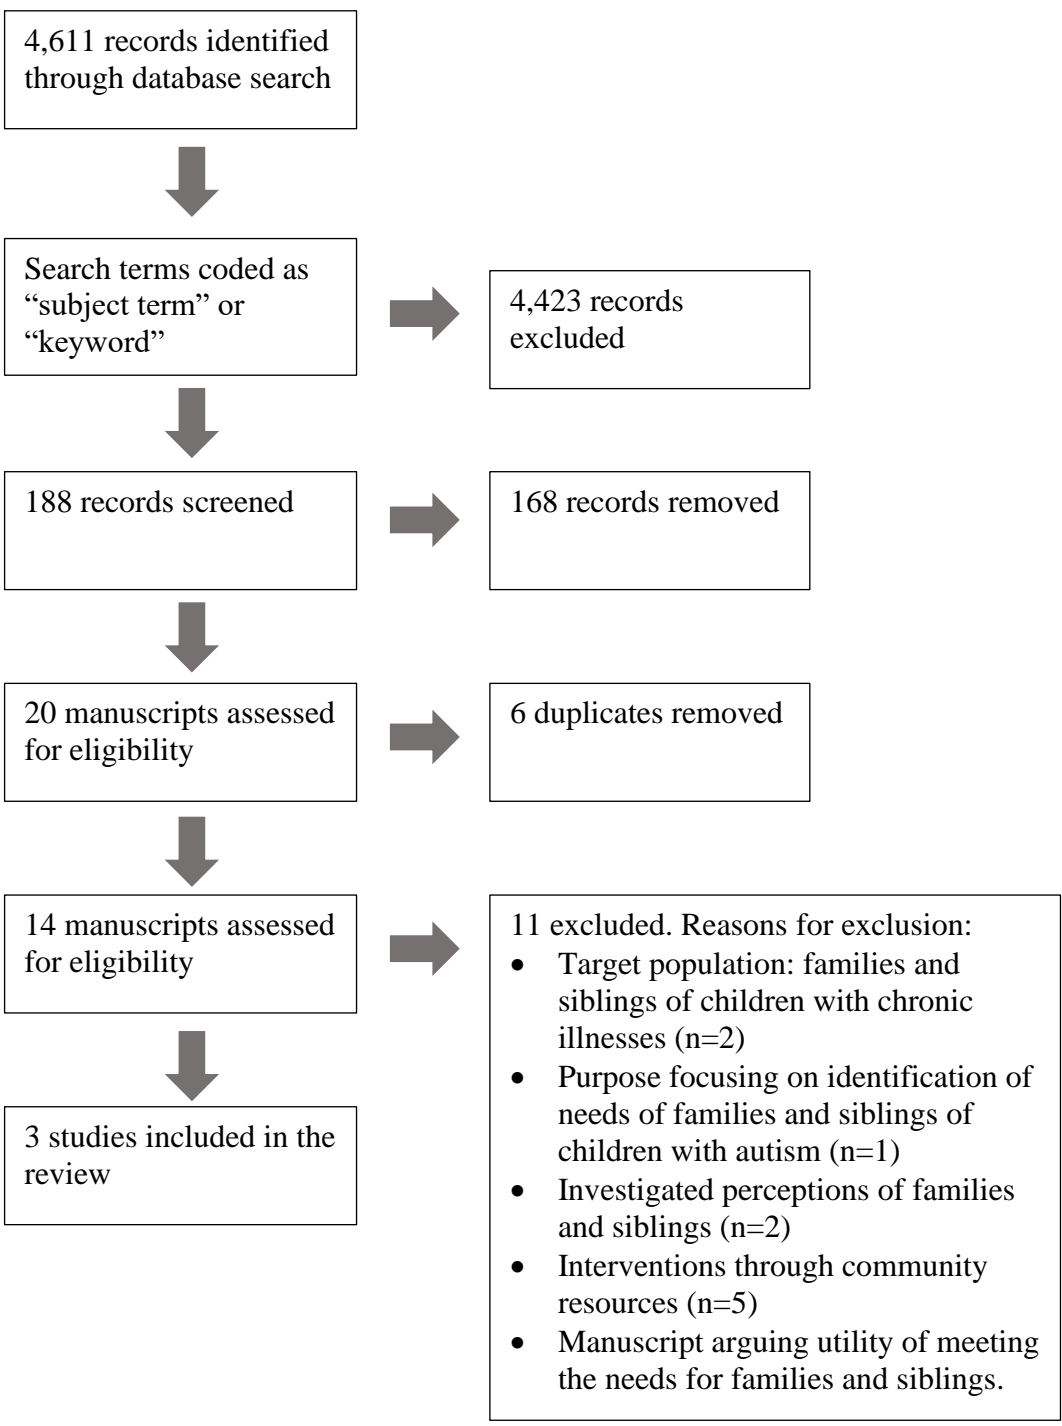 4,611 records identified
through database search
Search terms coded as
“subject term” or
“keyword”
4,423 records
excluded
188 records screened
168 records removed
20 manuscripts assessed
for eligibility
6 duplicates removed
14 manuscripts assessed
for eligibility
11 excluded. Reasons for exclusion:
• Target population: families and
siblings of children with chronic
illnesses (n=2)
• Purpose focusing on identification of
needs of families and siblings of
children with autism (n=1)
• Investigated perceptions of families
and siblings (n=2)
• Interventions through community
resources (n=5)
• Manuscript arguing utility of meeting
the needs for families and siblings.
3 studies included in the
review